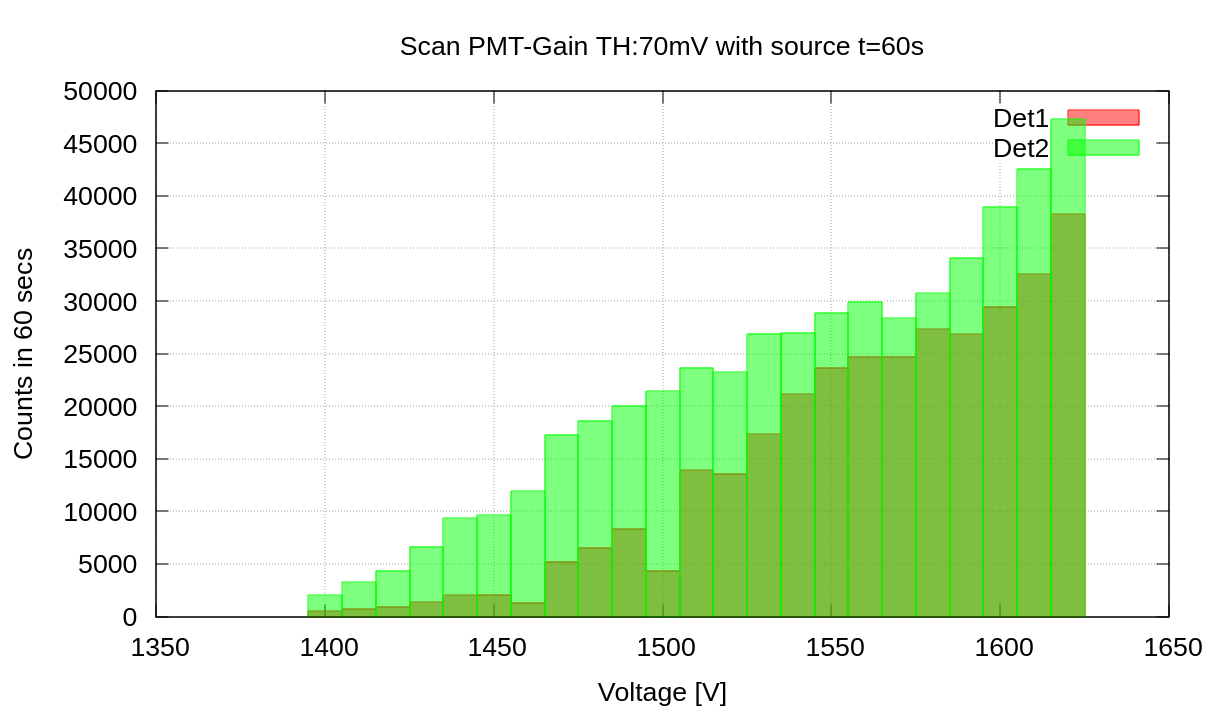 Scan PMT-Gain TH:70mV with source t=60s
50000
45000
40000
35000
30000
25000
20000
15000
10000
5000
0
Counts in 60 secs
Det1
Det2
1350 1400 1450 1500 1550 1600 1650
Voltage [V]